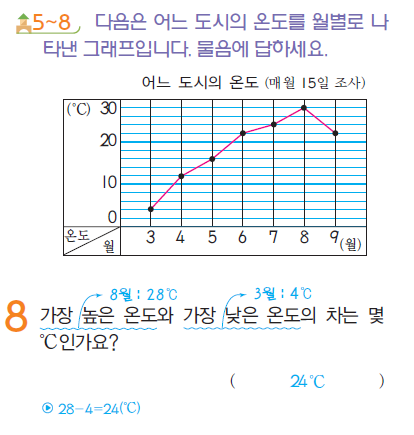 5~8 다음은 어느 도시의 온도를 월별로 나
타낸 그래프입니다. 물음에 답하세요.
어느 도시의 온도 (매월 15일 조사)
(℃) 30
20
10
0
온도
월
3 4 5 6 7 8 9 (월)
8월 : 28℃ 3월 : 4℃
8 가장 높은 온도와 가장 낮은 온도의 차는 몇
℃인가요?
( 24℃ )
28-4=24(℃)